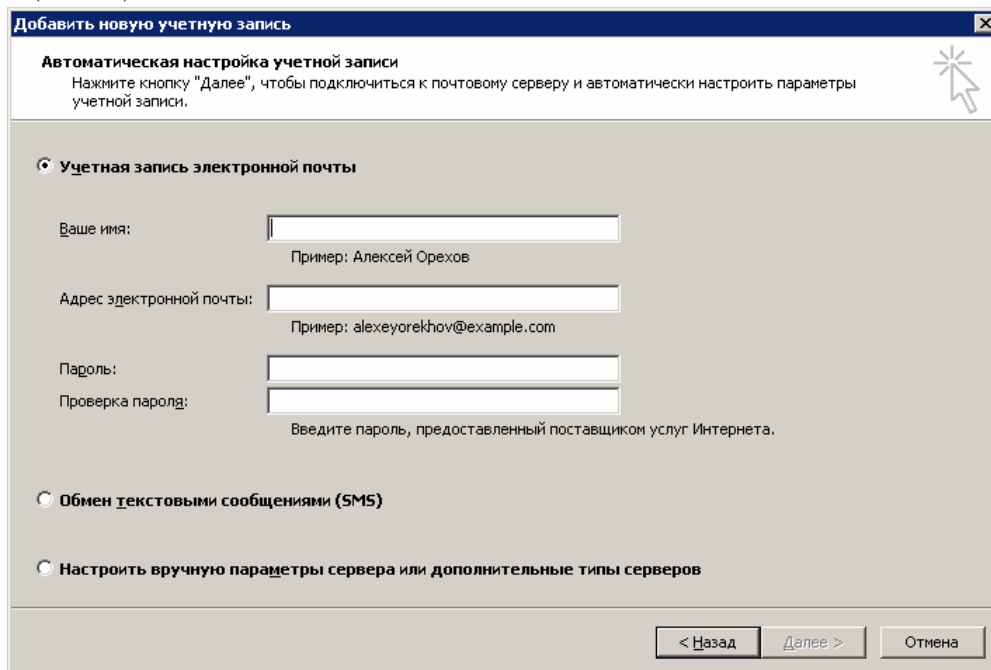 Добавить новую учетную запись
Автоматическая настройка учетной записи
Нажмите кнопку "Далее", чтобы подключиться к почтовому серверу и автоматически настроить параметры
учетной записи.
Учетная запись электронной почты
Ваше имя:
Пример: Алексей Орехов
Адрес электронной почты:
Пример: alexeyorekhov@example.com
Пароль:
Проверка пароля:
Введите пароль, предоставленный поставщиком услуг Интернета.
Обмен текстовыми сообщениями (SMS)
Настроить вручную параметры сервера или дополнительные типы серверов
< Назад Далее > Отмена